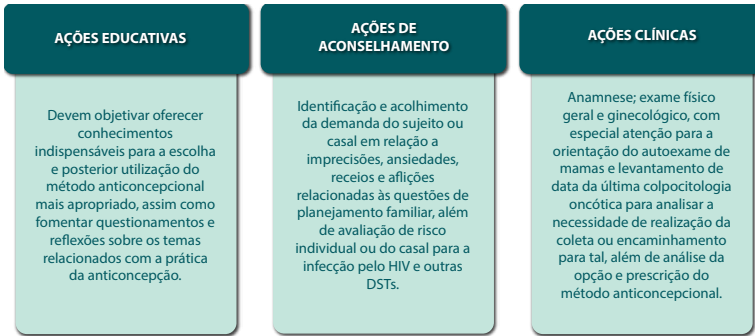 AÇÕES EDUCATIVAS
Devem objetivar oferecer
conhecimentos
indispensáveis para a escolha
e posterior utilização do
método anticoncepcional
mais apropriado, assim como
fomentar questionamentos e
reflexões sobre os temas
relacionados com a prática
da anticoncepção.
AÇÕES DE
ACONSELHAMENTO
Identificação e acolhimento
da demanda do sujeito ou
casal em relação a
imprecisões, ansiedades,
receios e aflições
relacionadas às questões de
planejamento familiar, além
de avaliação de risco
individual ou do casal para a
infecção pelo HIV e outras
DSTs.
AÇÕES CLÍNICAS
Anamnese; exame físico
geral e ginecológico, com
especial atenção para a
orientação do autoexame de
mamas e levantamento de
data da última colpocitologia
oncótica para analisar a
necessidade de realização da
coleta ou encaminhamento
para tal, além de análise da
opção e prescrição do
método anticoncepcional.